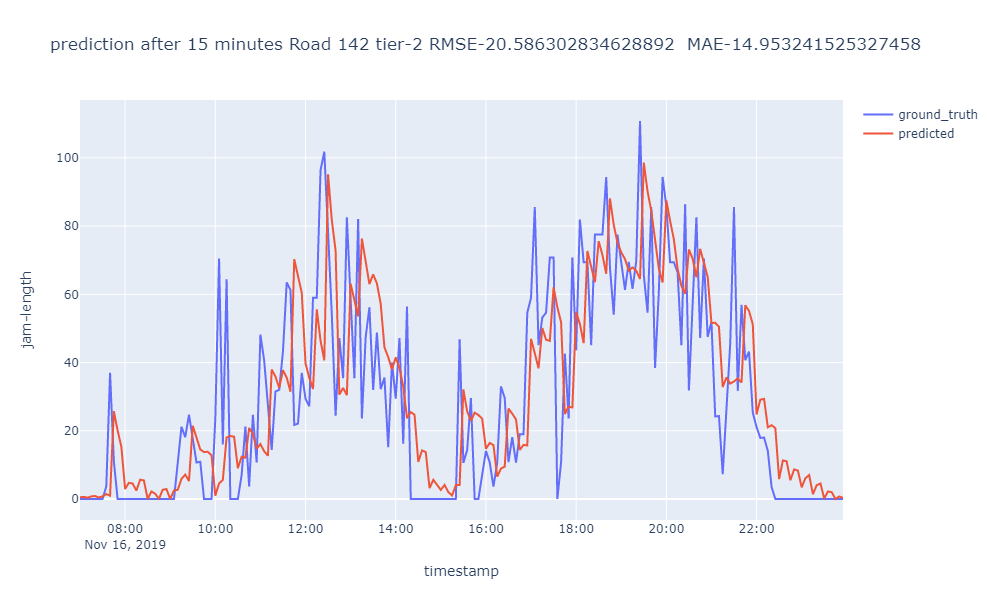 prediction after 15 minutes Road 142 tier-2 RMSE-20.586302834628892  MAE-14.953241525327458
ground_truth
predicted
jam-length
100
80
60
40
20
0
08:00 10:00 12:00 14:00 16:00 18:00 20:00 22:00
Nov 16, 2019
timestamp